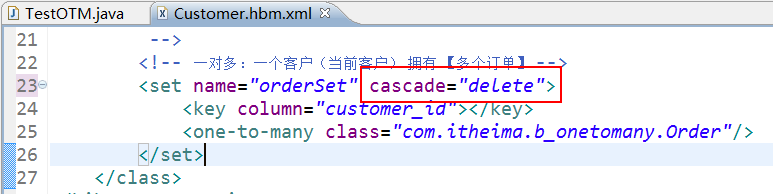 TestOTM.java Customer.hbm.xml
21 -->
22 <!-- 一对多：一个客户（当前客户） 拥有 【多个订单】 -->
23 <set name="orderSet" cascade="delete">
24 <key column="customer_id"></key>
25 <one-to-many class="com.itheima.b_onetomany.Order"/>
26 </set>
27 </class>